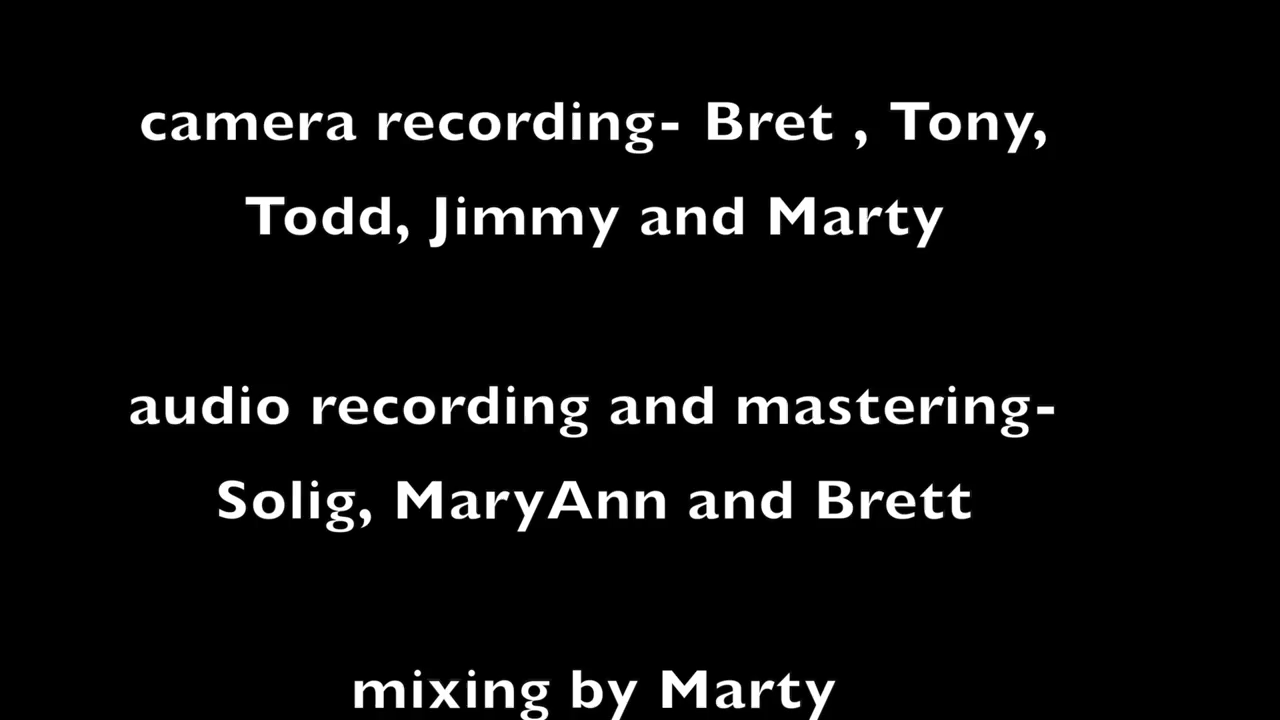 camera recording- Bret , Tony,
Todd, Jimmy and Marty
audio recording and mastering-
Solig, MaryAnn and Brett
mixing by Marty